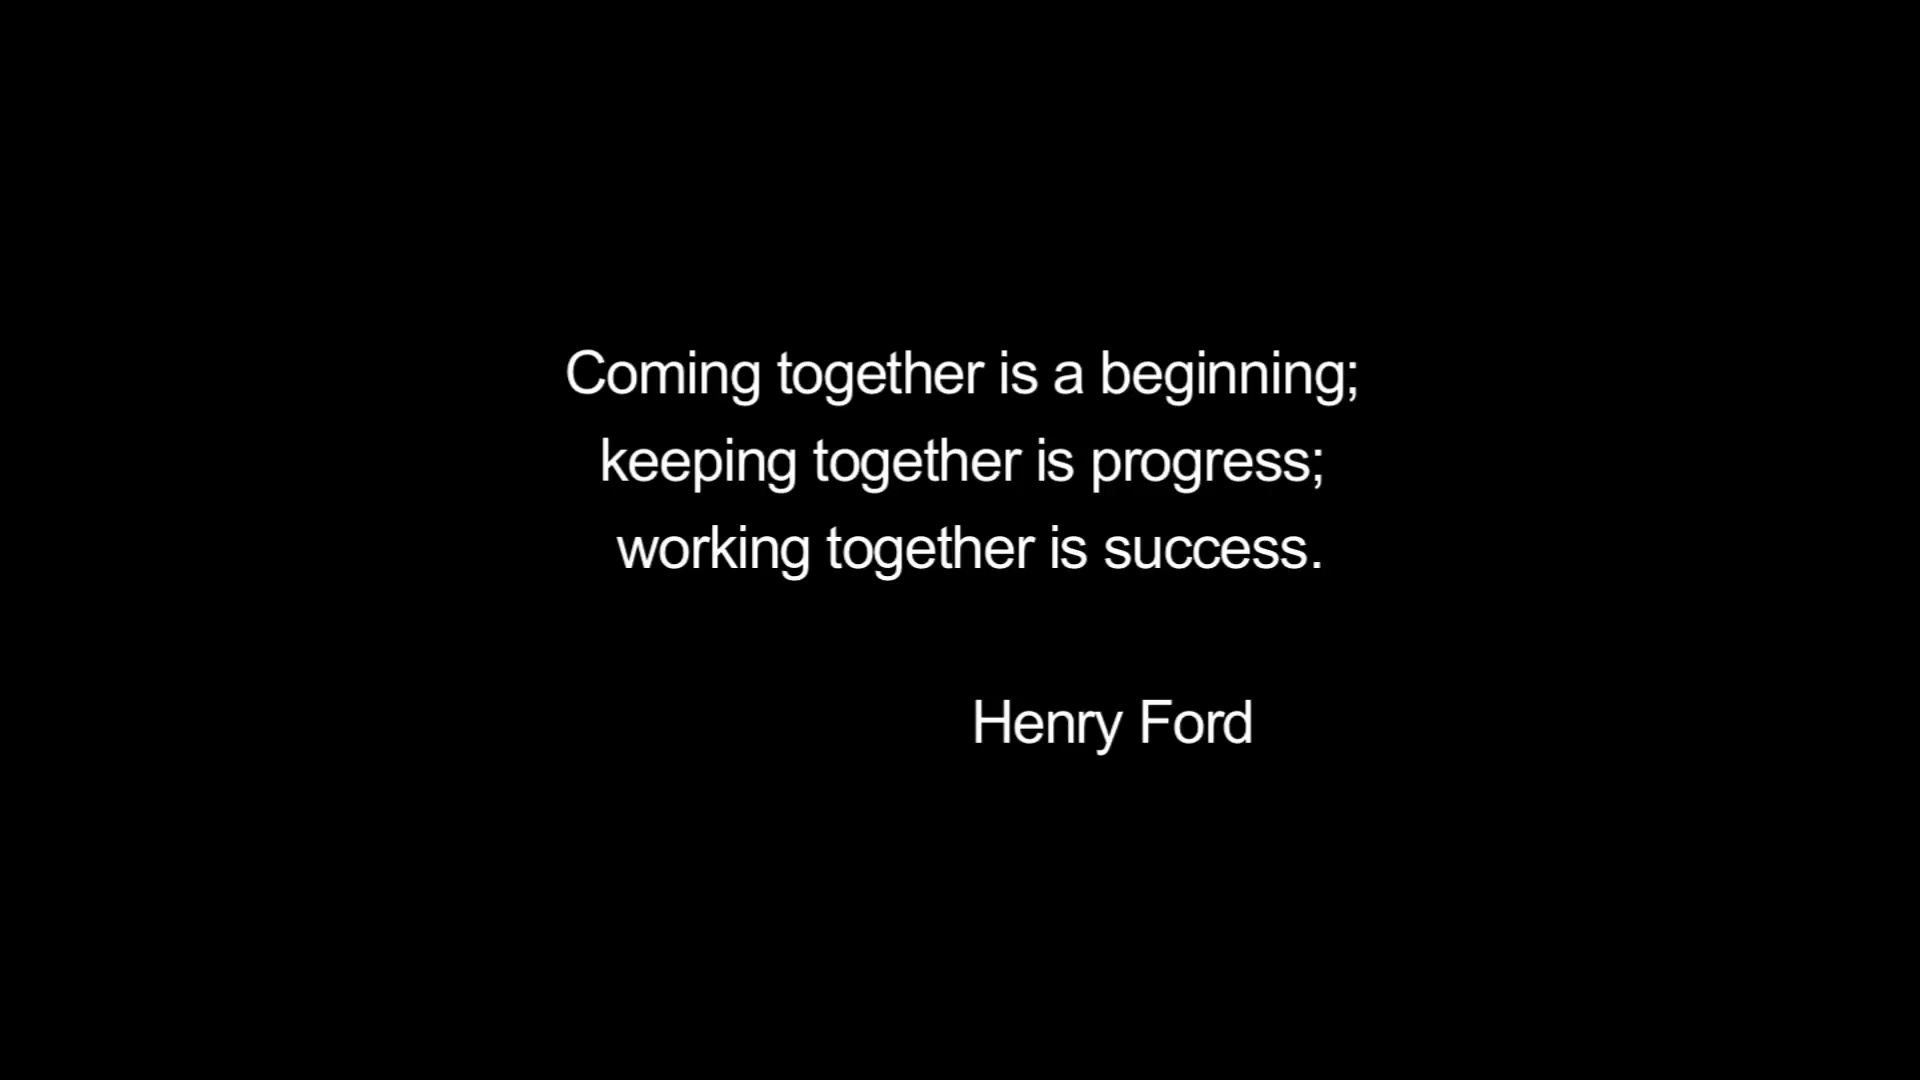 Coming together is a beginning;
keeping together is progress;
working together is success.
Henry Ford